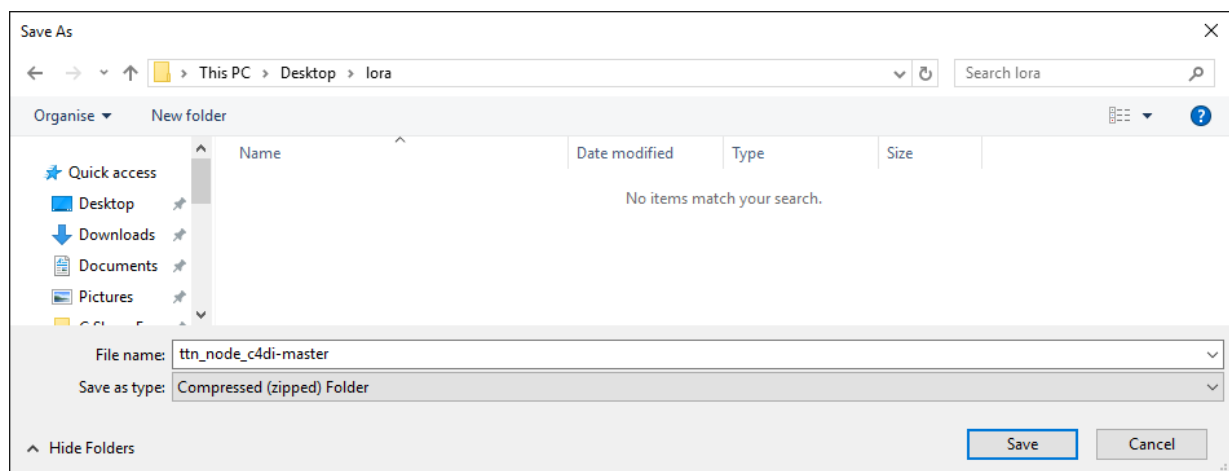 Save As
This PC > Desktop > lora
Search lora
Organise
New folder
Name
Date modified
Type
Size
Quick access
Desktop
Downloads
Documents
Pictures
No items match your search.
File name: ttn_node_c4di-master
Save as type: Compressed (zipped) Folder
Hide Folders
Save
Cancel